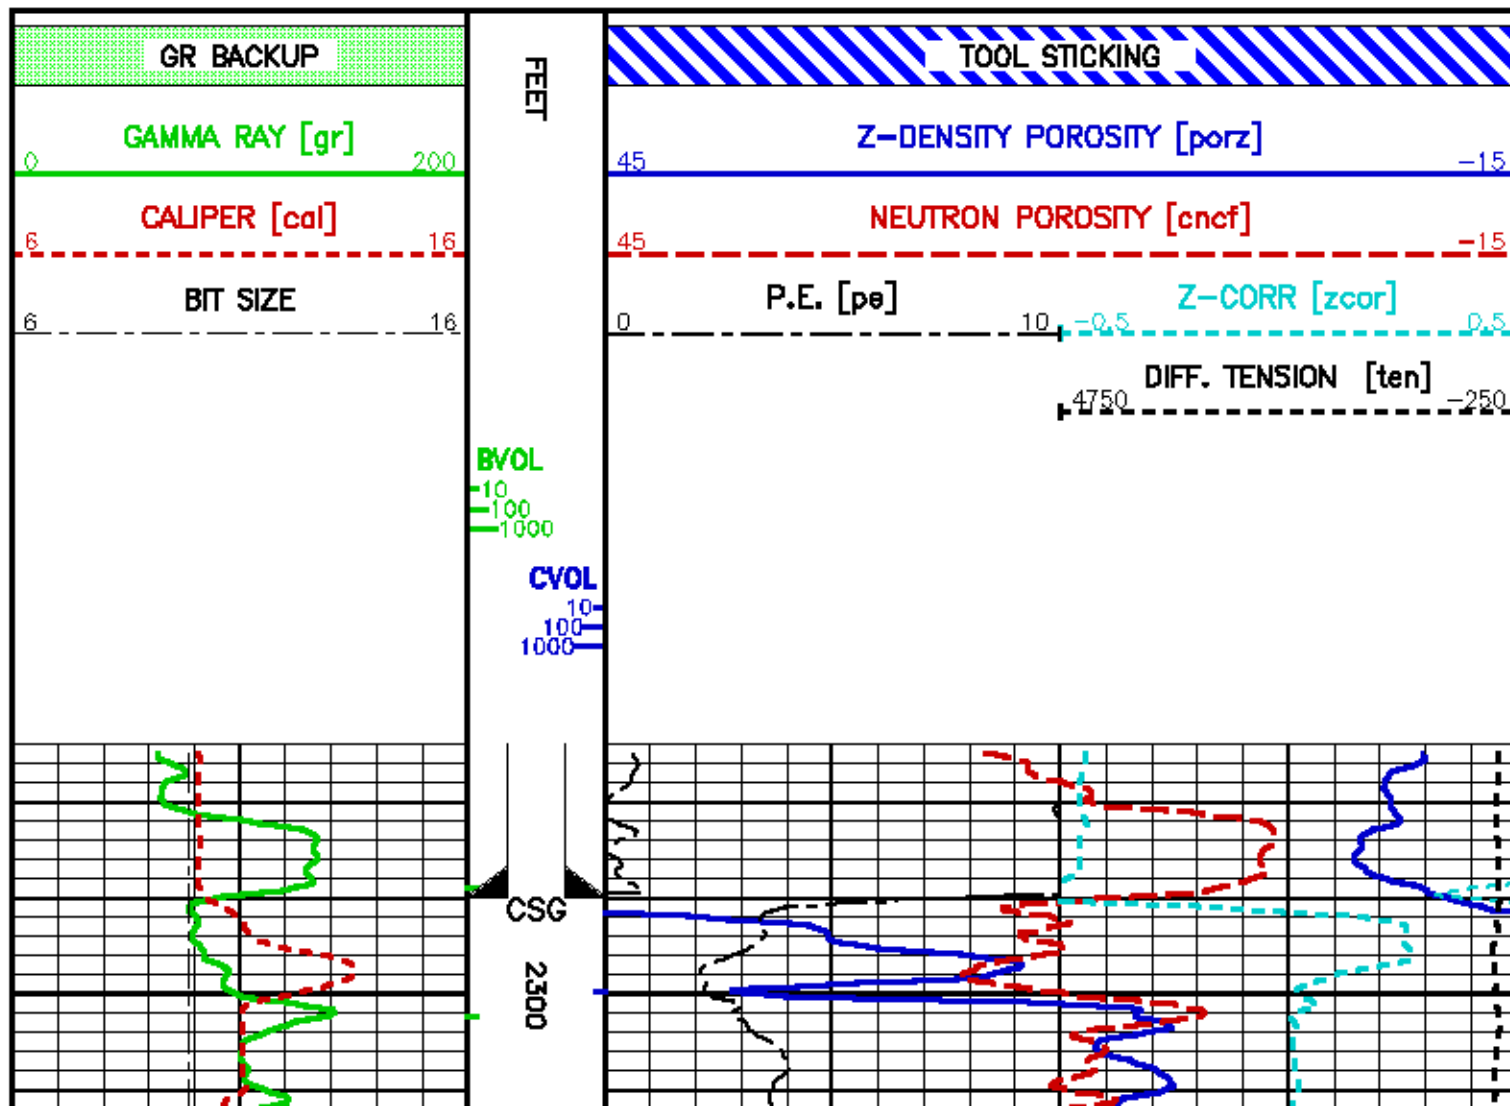 GR BACKUP
GAMMA RAY [gr]
0 200
CALIPER [cal]
6 16
BIT SIZE
6 16
FEET
BVOL
10
100
1000
CVOL
10
100
1000
TOOL STICKING
Z-DENSITY POROSITY [porz]
45 -15
NEUTRON POROSITY [cncf]
45 -15
P.E. [pe]
0 10
Z-CORR [zcor]
-0.5 0.5
DIFF. TENSION [ten]
4750 -250
CSG
2300